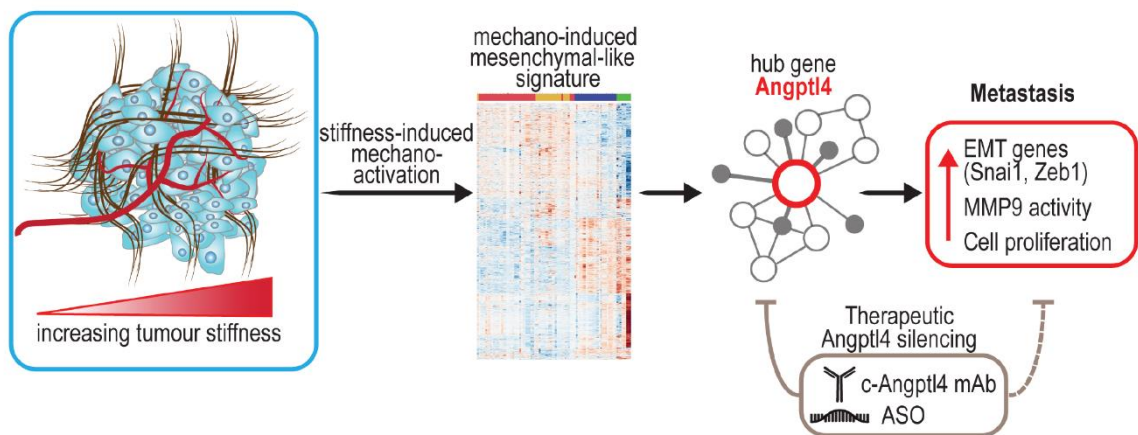 increasing tumour stiffness
stiffness-induced
mechano-
activation
mechano-induced
mesenchymal-like
signature
hub gene
Angptl4
Metastasis
EMT genes
(Snai1, Zeb1)
MMP9 activity
Cell proliferation
Therapeutic
Angptl4 silencing
c-Angptl4 mAb
ASO